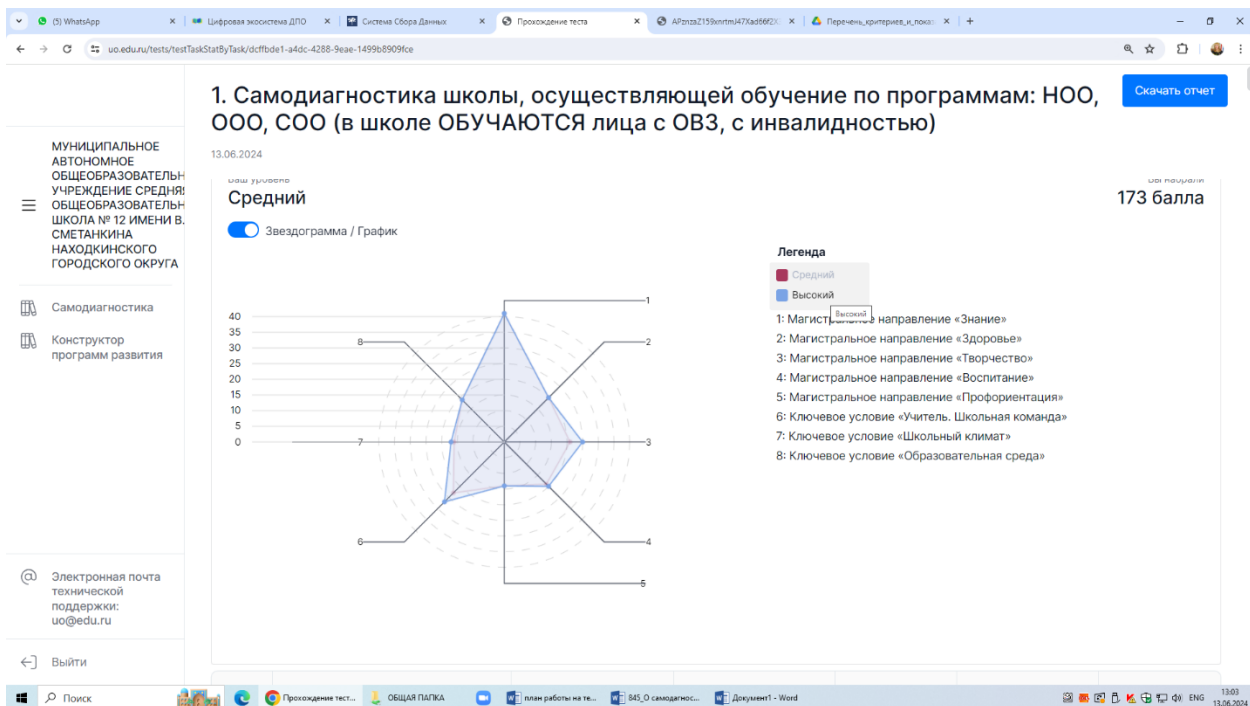 (5) WhatsApp
Цифровая экосистема ДПО
Система Сбора Данных
Прохождение теста
Перечень_критериев_и_показ
uo.edu.ru/tests/testTaskStatByTask/dcffbde1-a4dc-4288-9eae-1499b8909fce
1. Самодиагностика школы, осуществляющей обучение по программам: НОО,
ООО, СОО (в школе ОБУЧАЮТСЯ лица с ОВЗ, с инвалидностью)
Скачать отчет
13.06.2024
МУНИЦИПАЛЬНОЕ
АВТОНОМНОЕ
ОБЩЕОБРАЗОВАТЕЛЬН
УЧРЕЖДЕНИЕ СРЕДНЯ
ОБЩЕОБРАЗОВАТЕЛЬН
ШКОЛА № 12 ИМЕНИ В.
СМЕТАНКИНА
НАХОДКИНСКОГО
ГОРОДСКОГО ОКРУГА
Самодиагностика
Конструктор
программ развития
Электронная почта
технической
поддержки:
uo@edu.ru
Выйти
Ваш уровень
Вы набрали
Средний
173 балла
Звездограмма / График
40
35
30
25
20
15
10
5
0
1
2
3
4
5
6
7
8
Легенда
Средний
Высокий
Высокий
1: Магистральное направление «Знание»
2: Магистральное направление «Здоровье»
3: Магистральное направление «Творчество»
4: Магистральное направление «Воспитание»
5: Магистральное направление «Профориентация»
6: Ключевое условие «Учитель. Школьная команда»
7: Ключевое условие «Школьный климат»
8: Ключевое условие «Образовательная среда»
Поиск
Прохождение тест...
ОБЩАЯ ПАПКА
план работы на те...
845_О самодагнос...
Документ1 - Word
ENG
13:03
13.06.2024